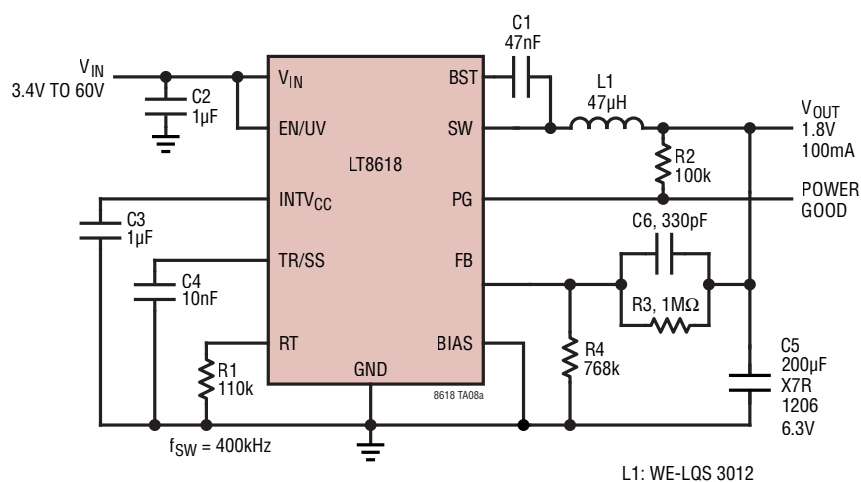 C1
47nF
V_IN
3.4V TO 60V
C2
1µF
V_IN
BST
L1
47µH
V_OUT
1.8V
100mA
EN/UV
SW
LT8618
R2
100k
INTV_CC
PG
POWER
GOOD
C3
1µF
C6, 330pF
TR/SS
FB
C4
10nF
R3, 1MΩ
RT
BIAS
R1
110k
GND
R4
768k
C5
200µF
X7R
1206
6.3V
8618 TA08a
f_SW = 400kHz
L1: WE-LQS 3012